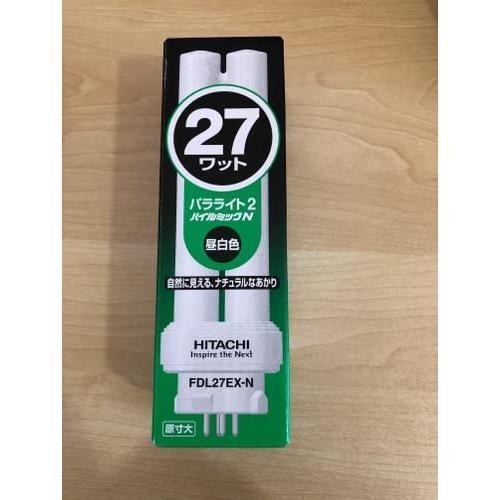 27
ワット
パラライト2
ハイルミックN
昼白色
自然に見える、ナチュラルなあかり
HITACHI
Inspire the Next
FDL27EX-N
原寸大